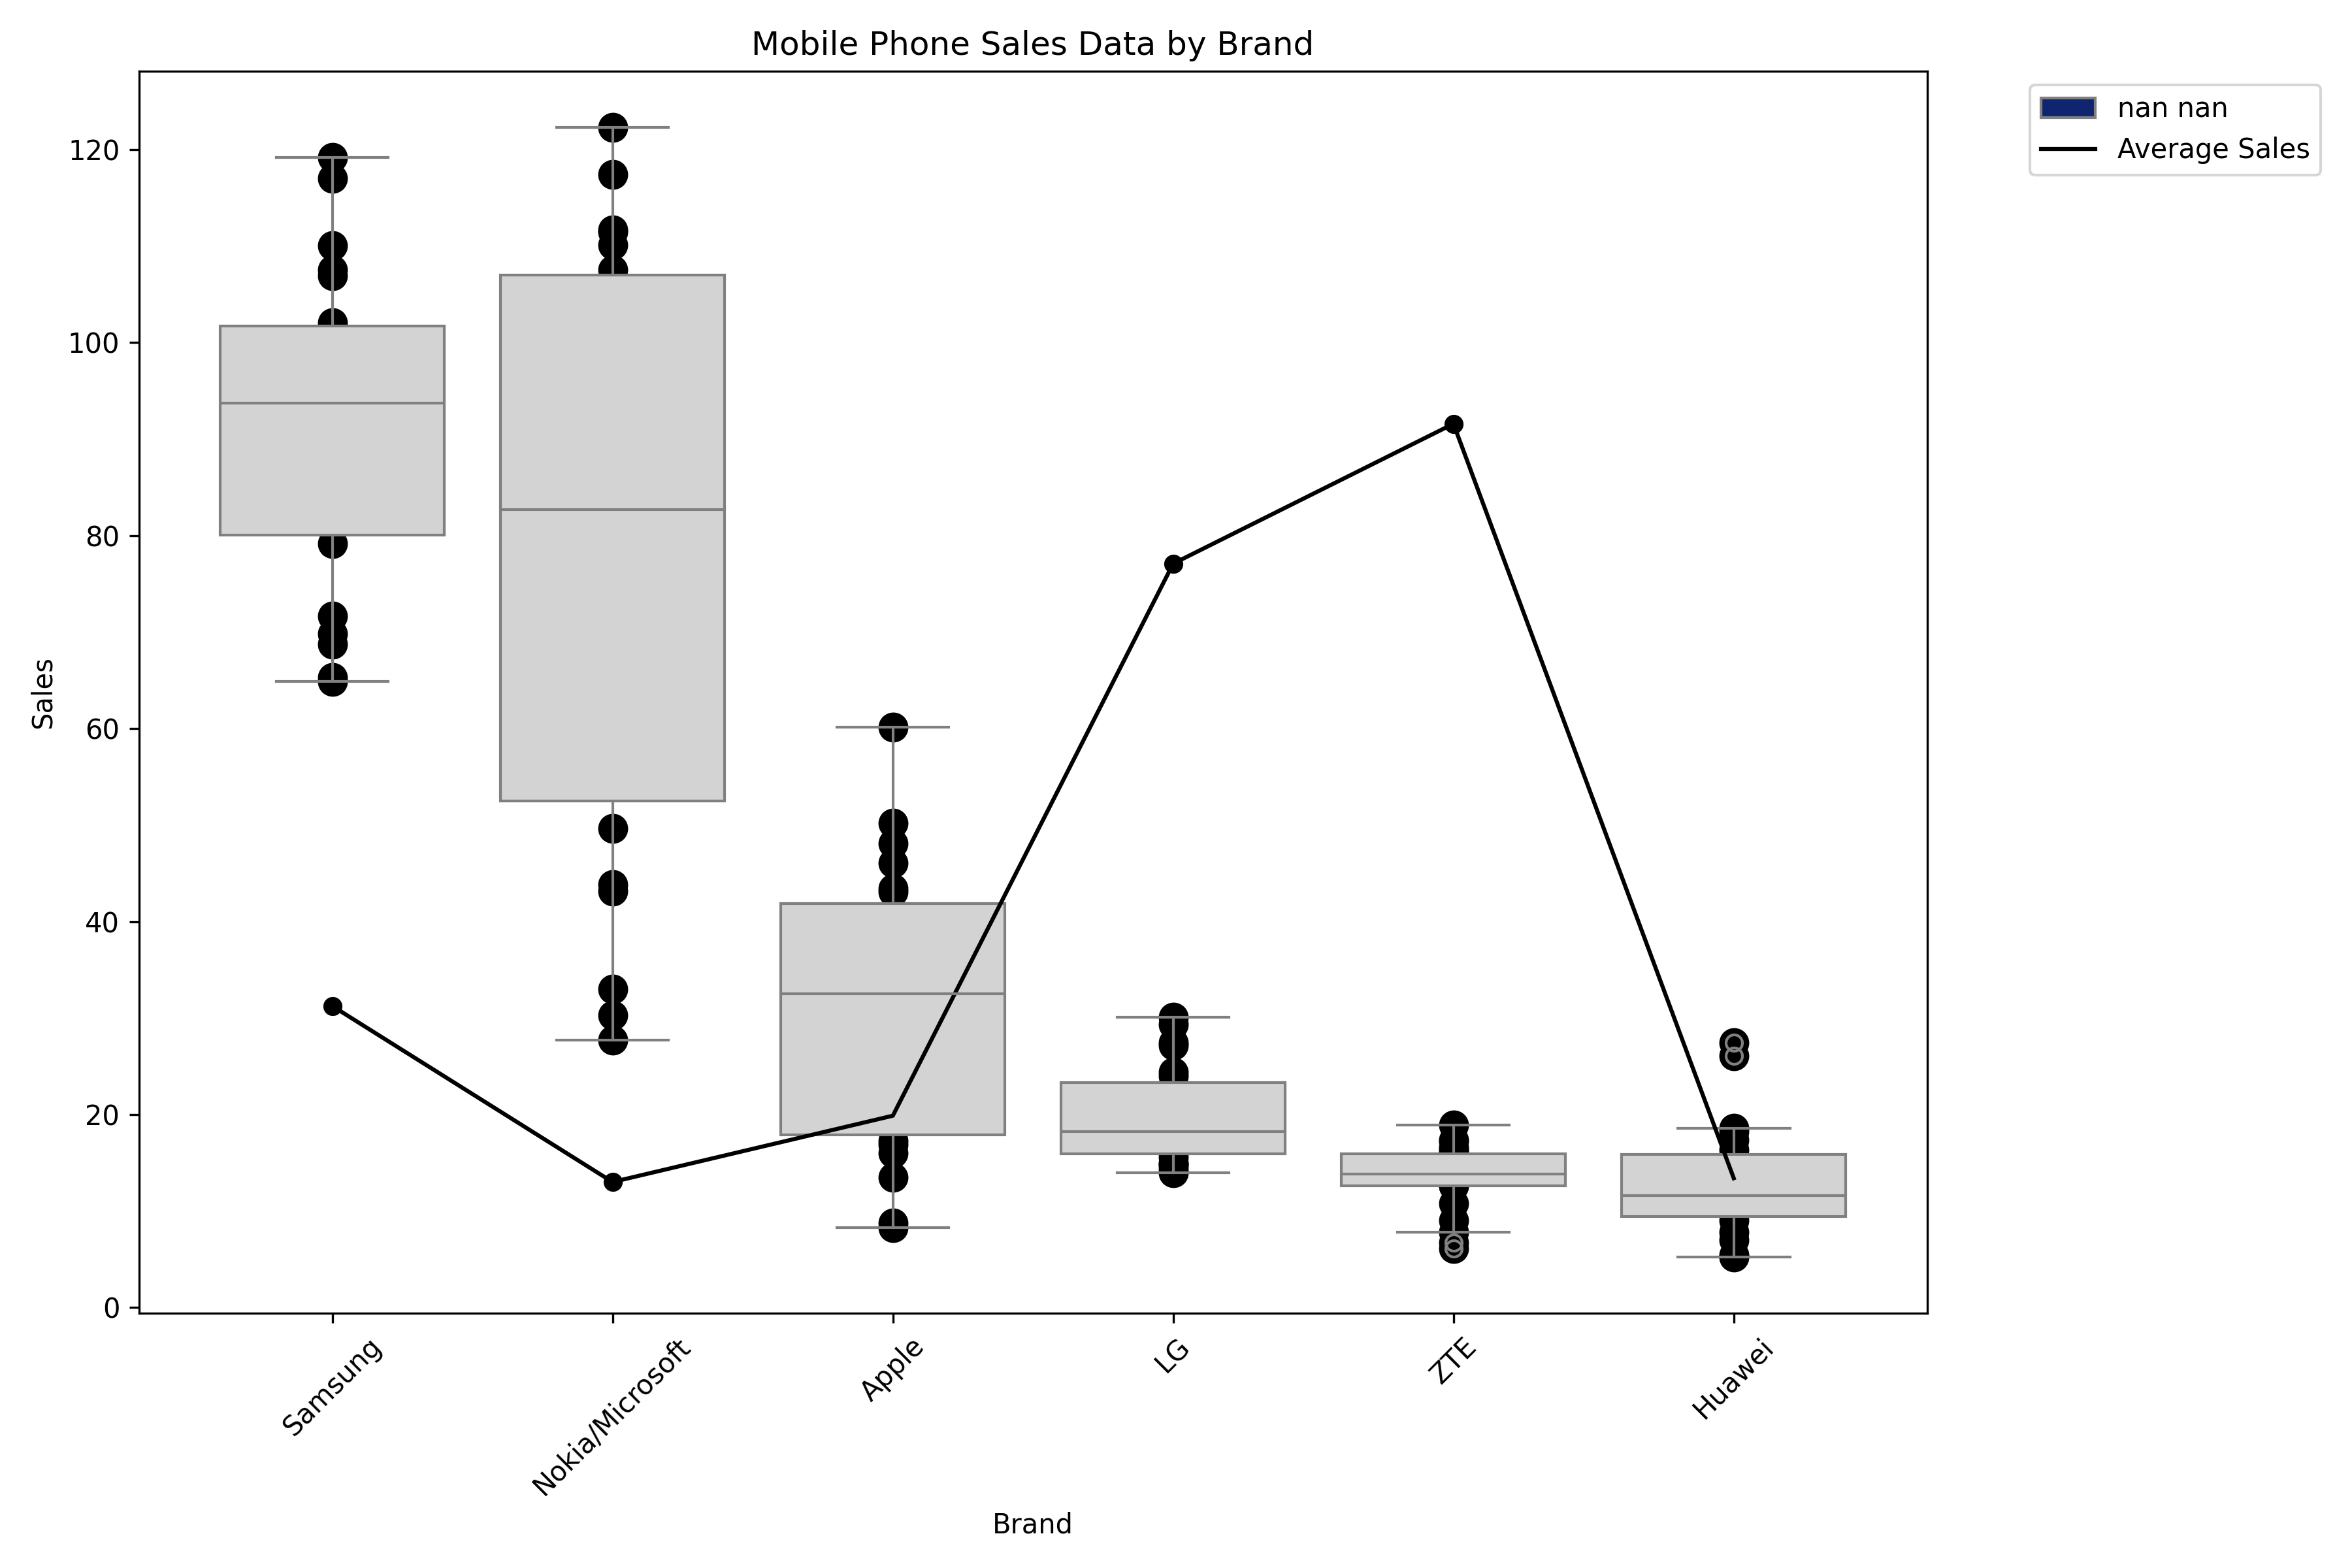 Mobile Phone Sales Data by Brand
nan nan
Average Sales
120
100
80
60
40
20
0
Sales
Samsung
Nokia/Microsoft
Apple
LG
ZTE
Huawei
Brand